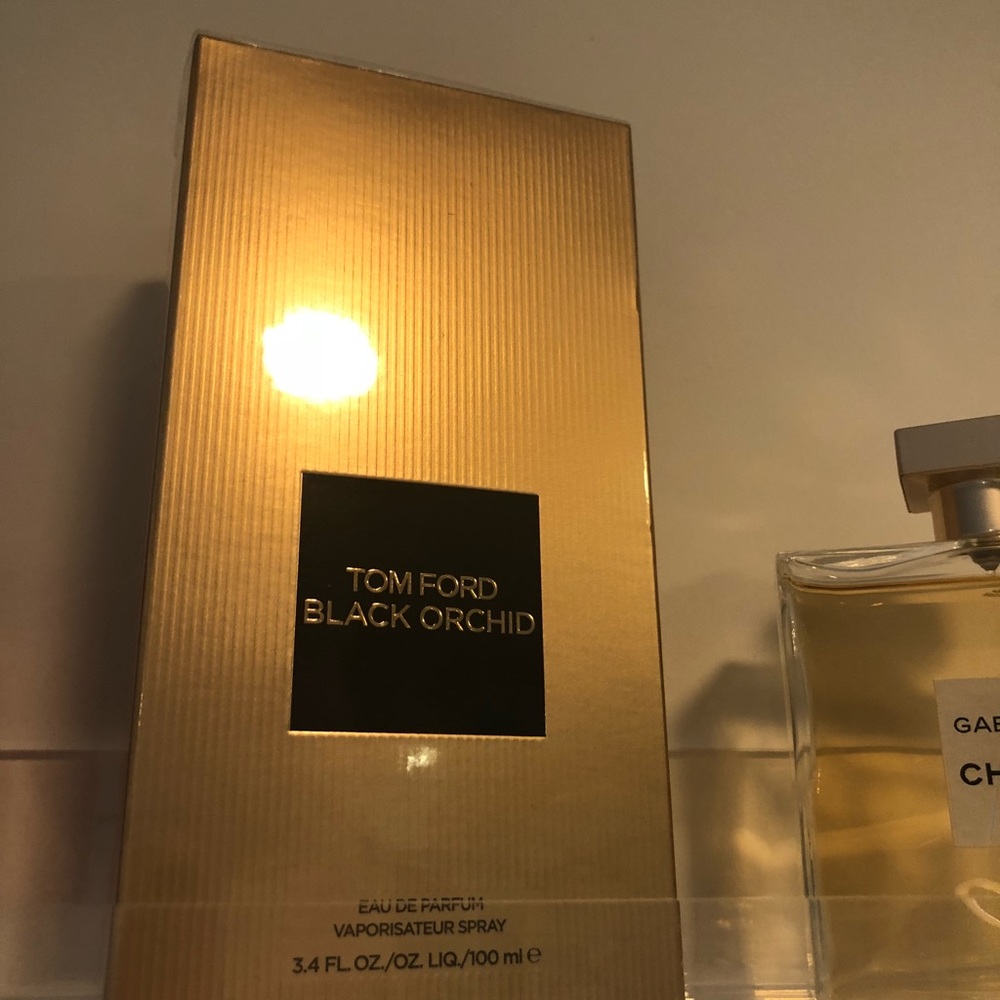 TOM FORD
BLACK ORCHID
EAU DE PARFUM
VAPORISATEUR SPRAY
3.4 FL. OZ./OZ. LIQ./100 ml ℮
GAB
CH